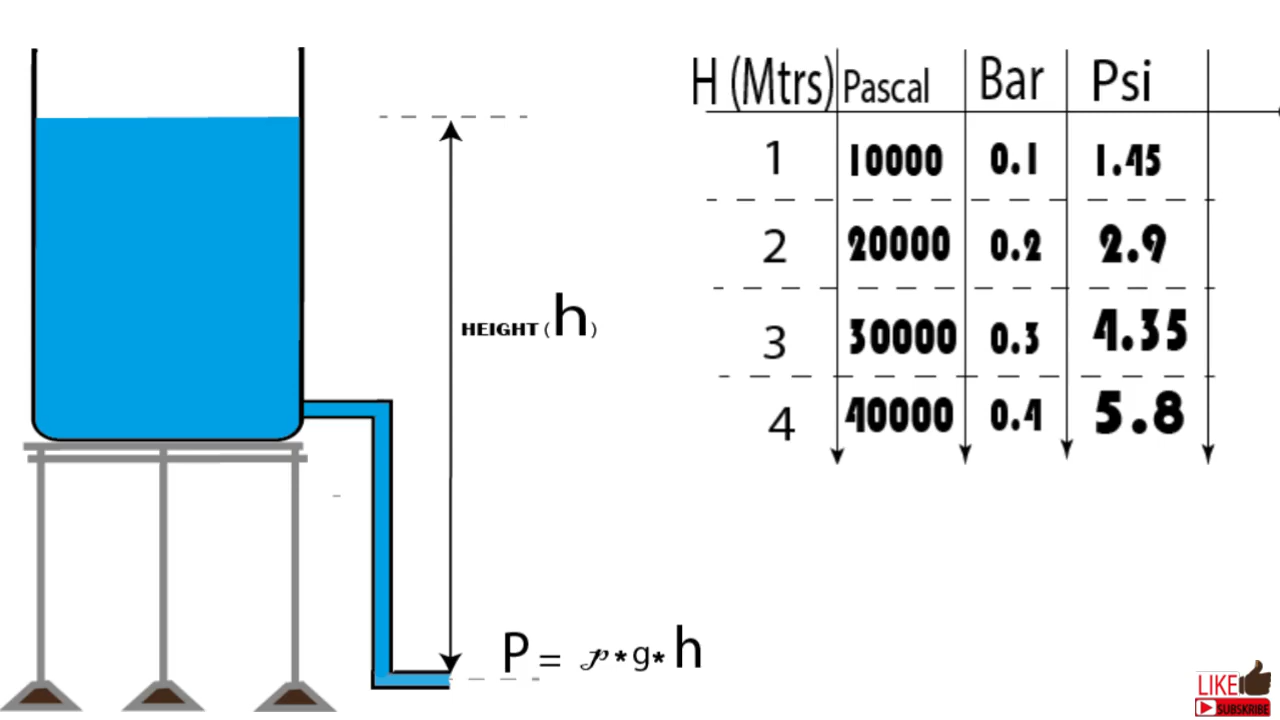 H (Mtrs) Pascal Bar Psi
1 10000 0.1 1.45
2 20000 0.2 2.9
3 30000 0.3 4.35
4 40000 0.4 5.8
HEIGHT (h)
P = 𝓅*g*h
LIKE
SUBSKRIBE